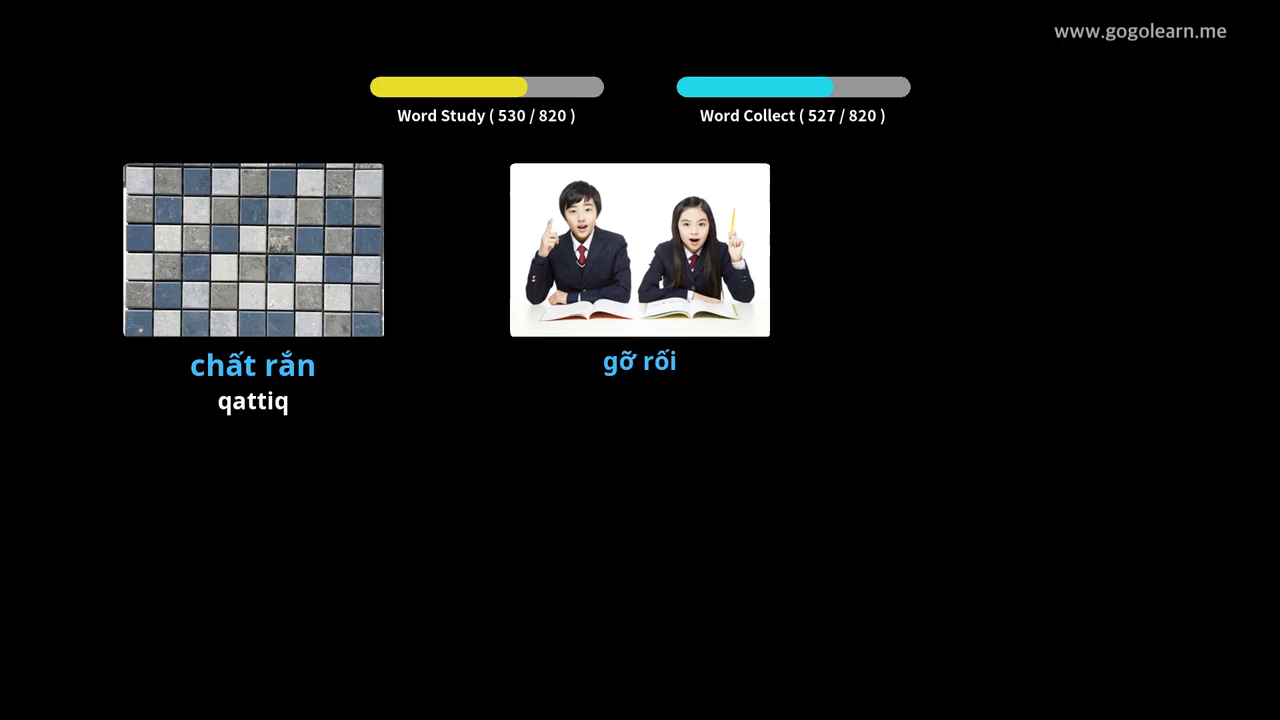 www.gogolearn.me
Word Study ( 530 / 820 )
Word Collect ( 527 / 820 )
chất rắn
qattiq
gỡ rối